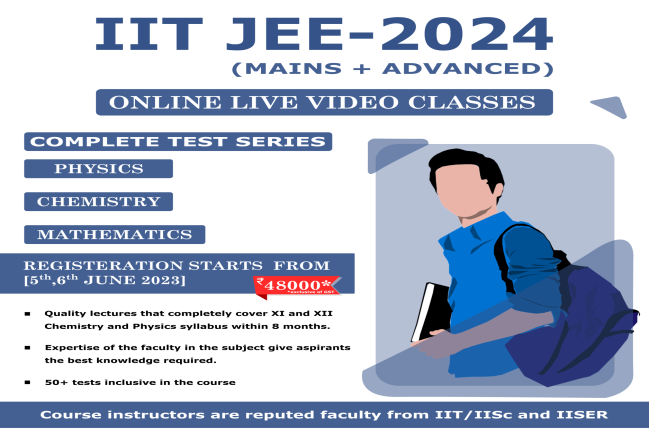 IIT JEE-2024
(MAINS + ADVANCED)
ONLINE LIVE VIDEO CLASSES
COMPLETE TEST SERIES
PHYSICS
CHEMISTRY
MATHEMATICS
REGISTERATION STARTS FROM
[5th,6th JUNE 2023]
₹48000*
*exclusive of GST
▪ Quality lectures that completely cover XI and XII
Chemistry and Physics syllabus within 8 months.
▪ Expertise of the faculty in the subject give aspirants
the best knowledge required.
▪ 50+ tests inclusive in the course
Course instructors are reputed faculty from IIT/IISc and IISER